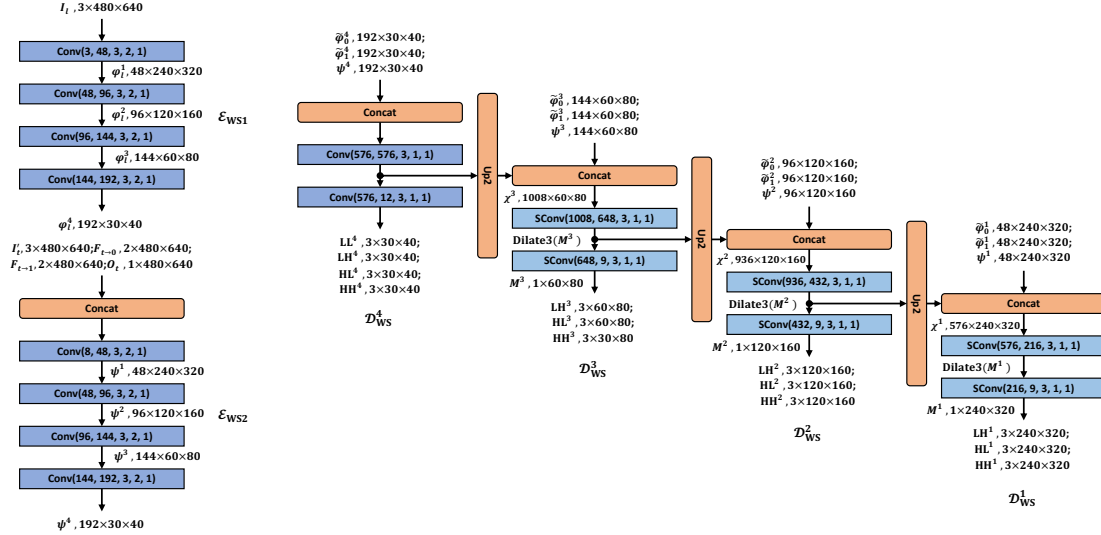 I_l , 3×480×640
Conv(3, 48, 3, 2, 1)
φ_l^1 , 48×240×320
Conv(48, 96, 3, 2, 1)
φ_l^2 , 96×120×160
ℰ_WS1
Conv(96, 144, 3, 2, 1)
φ_l^3 , 144×60×80
Conv(144, 192, 3, 2, 1)
φ_l^4 , 192×30×40
I_t′ , 3×480×640; F_t→0 , 2×480×640;
F_t→1 , 2×480×640; O_t , 1×480×640
Concat
Conv(8, 48, 3, 2, 1)
ψ^1 , 48×240×320
Conv(48, 96, 3, 2, 1)
ψ^2 , 96×120×160
ℰ_WS2
Conv(96, 144, 3, 2, 1)
ψ^3 , 144×60×80
Conv(144, 192, 3, 2, 1)
ψ^4 , 192×30×40
φ̃_0^4 , 192×30×40;
φ̃_1^4 , 192×30×40;
ψ^4 , 192×30×40
Concat
Conv(576, 576, 3, 1, 1)
Conv(576, 12, 3, 1, 1)
LL^4 , 3×30×40;
LH^4 , 3×30×40;
HL^4 , 3×30×40;
HH^4 , 3×30×40
𝒟_WS^4
Up2
φ̃_0^3 , 144×60×80;
φ̃_1^3 , 144×60×80;
ψ^3 , 144×60×80
Concat
χ^3 , 1008×60×80
SConv(1008, 648, 3, 1, 1)
Dilate3(M^3 )
SConv(648, 9, 3, 1, 1)
M^3 , 1×60×80
LH^3 , 3×60×80;
HL^3 , 3×60×80;
HH^3 , 3×30×80
𝒟_WS^3
Up2
φ̃_0^2 , 96×120×160;
φ̃_1^2 , 96×120×160;
ψ^2 , 96×120×160
Concat
χ^2 , 936×120×160
SConv(936, 432, 3, 1, 1)
Dilate3(M^2 )
SConv(432, 9, 3, 1, 1)
M^2 , 1×120×160
LH^2 , 3×120×160;
HL^2 , 3×120×160;
HH^2 , 3×120×160
𝒟_WS^2
Up2
φ̃_0^1 , 48×240×320;
φ̃_1^1 , 48×240×320;
ψ^1 , 48×240×320
Concat
χ^1 , 576×240×320
SConv(576, 216, 3, 1, 1)
Dilate3(M^1 )
SConv(216, 9, 3, 1, 1)
M^1 , 1×240×320
LH^1 , 3×240×320;
HL^1 , 3×240×320;
HH^1 , 3×240×320
𝒟_WS^1